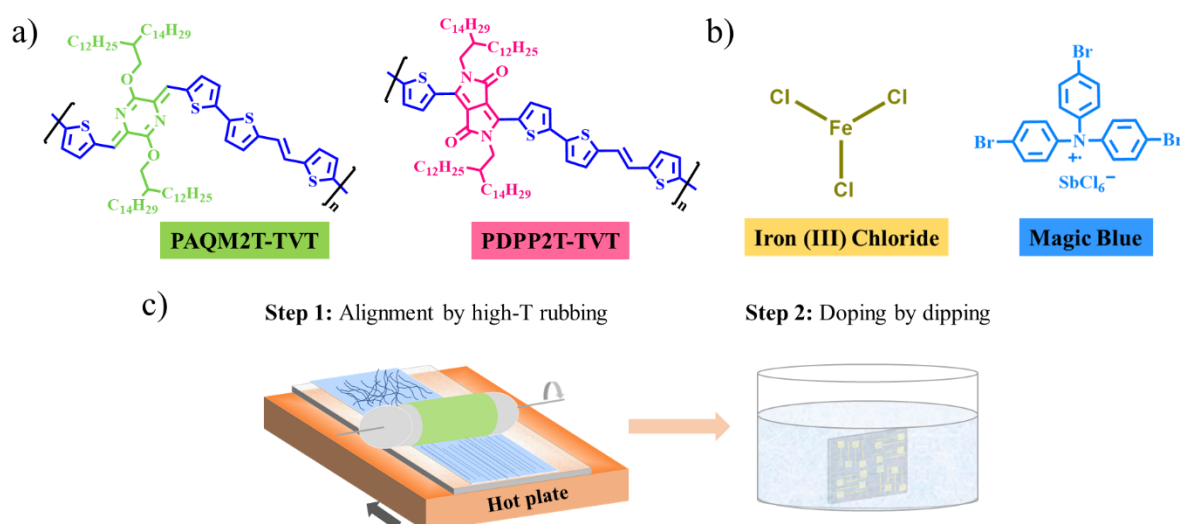 a)
C₁₄H₂₉
C₁₂H₂₅
O
N
N
O
S
S
S
S
n
C₁₄H₂₉
C₁₂H₂₅
PAQM2T-TVT
C₁₄H₂₉
C₁₂H₂₅
N
O
O
N
S
S
S
S
n
C₁₂H₂₅
C₁₄H₂₉
PDPP2T-TVT
b)
Cl
Cl
Fe
Cl
Iron (III) Chloride
Br
N
+·
Br
Br
SbCl₆⁻
Magic Blue
c)
Step 1: Alignment by high-T rubbing
Hot plate
Step 2: Doping by dipping